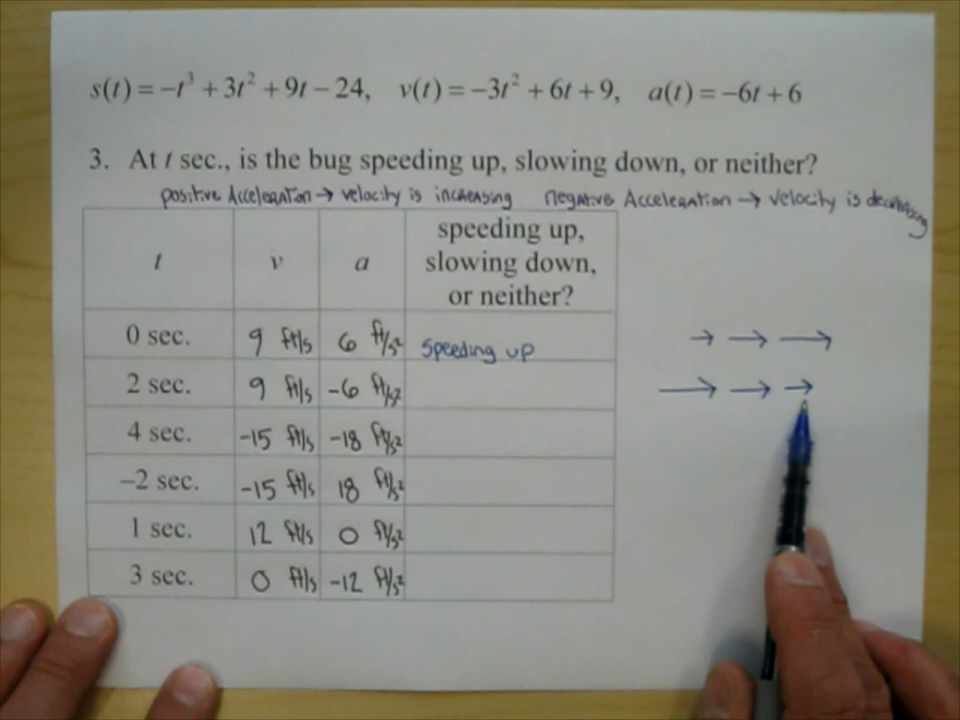 s(t) = −t³ + 3t² + 9t − 24, v(t) = −3t² + 6t + 9, a(t) = −6t + 6
3. At t sec., is the bug speeding up, slowing down, or neither?
positive Acceleration → velocity is increasing negative Acceleration → velocity is decreasing
t v a speeding up, slowing down, or neither?
0 sec. 9 ft/s 6 ft/s² speeding up → → →
2 sec. 9 ft/s -6 ft/s² → → →
4 sec. -15 ft/s -18 ft/s²
−2 sec. -15 ft/s 18 ft/s²
1 sec. 12 ft/s 0 ft/s²
3 sec. 0 ft/s -12 ft/s²